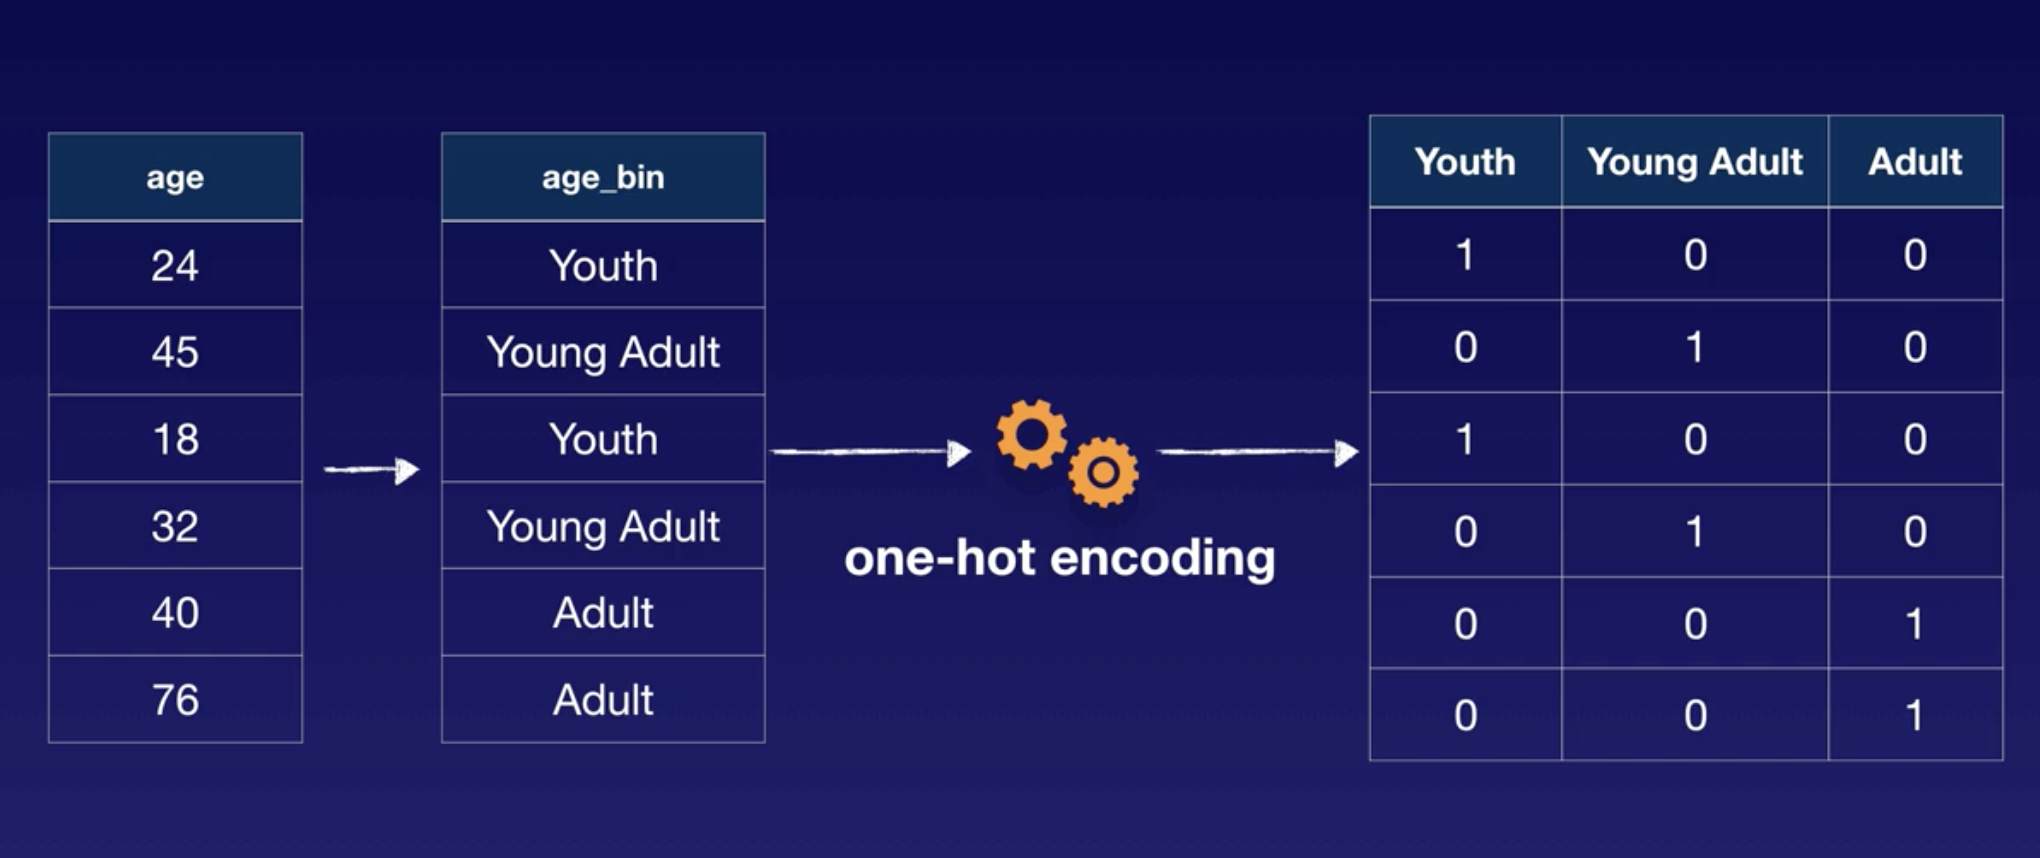 age
24
45
18
32
40
76
age_bin
Youth
Young Adult
Youth
Young Adult
Adult
Adult
one-hot encoding
Youth Young Adult Adult
1 0 0
0 1 0
1 0 0
0 1 0
0 0 1
0 0 1